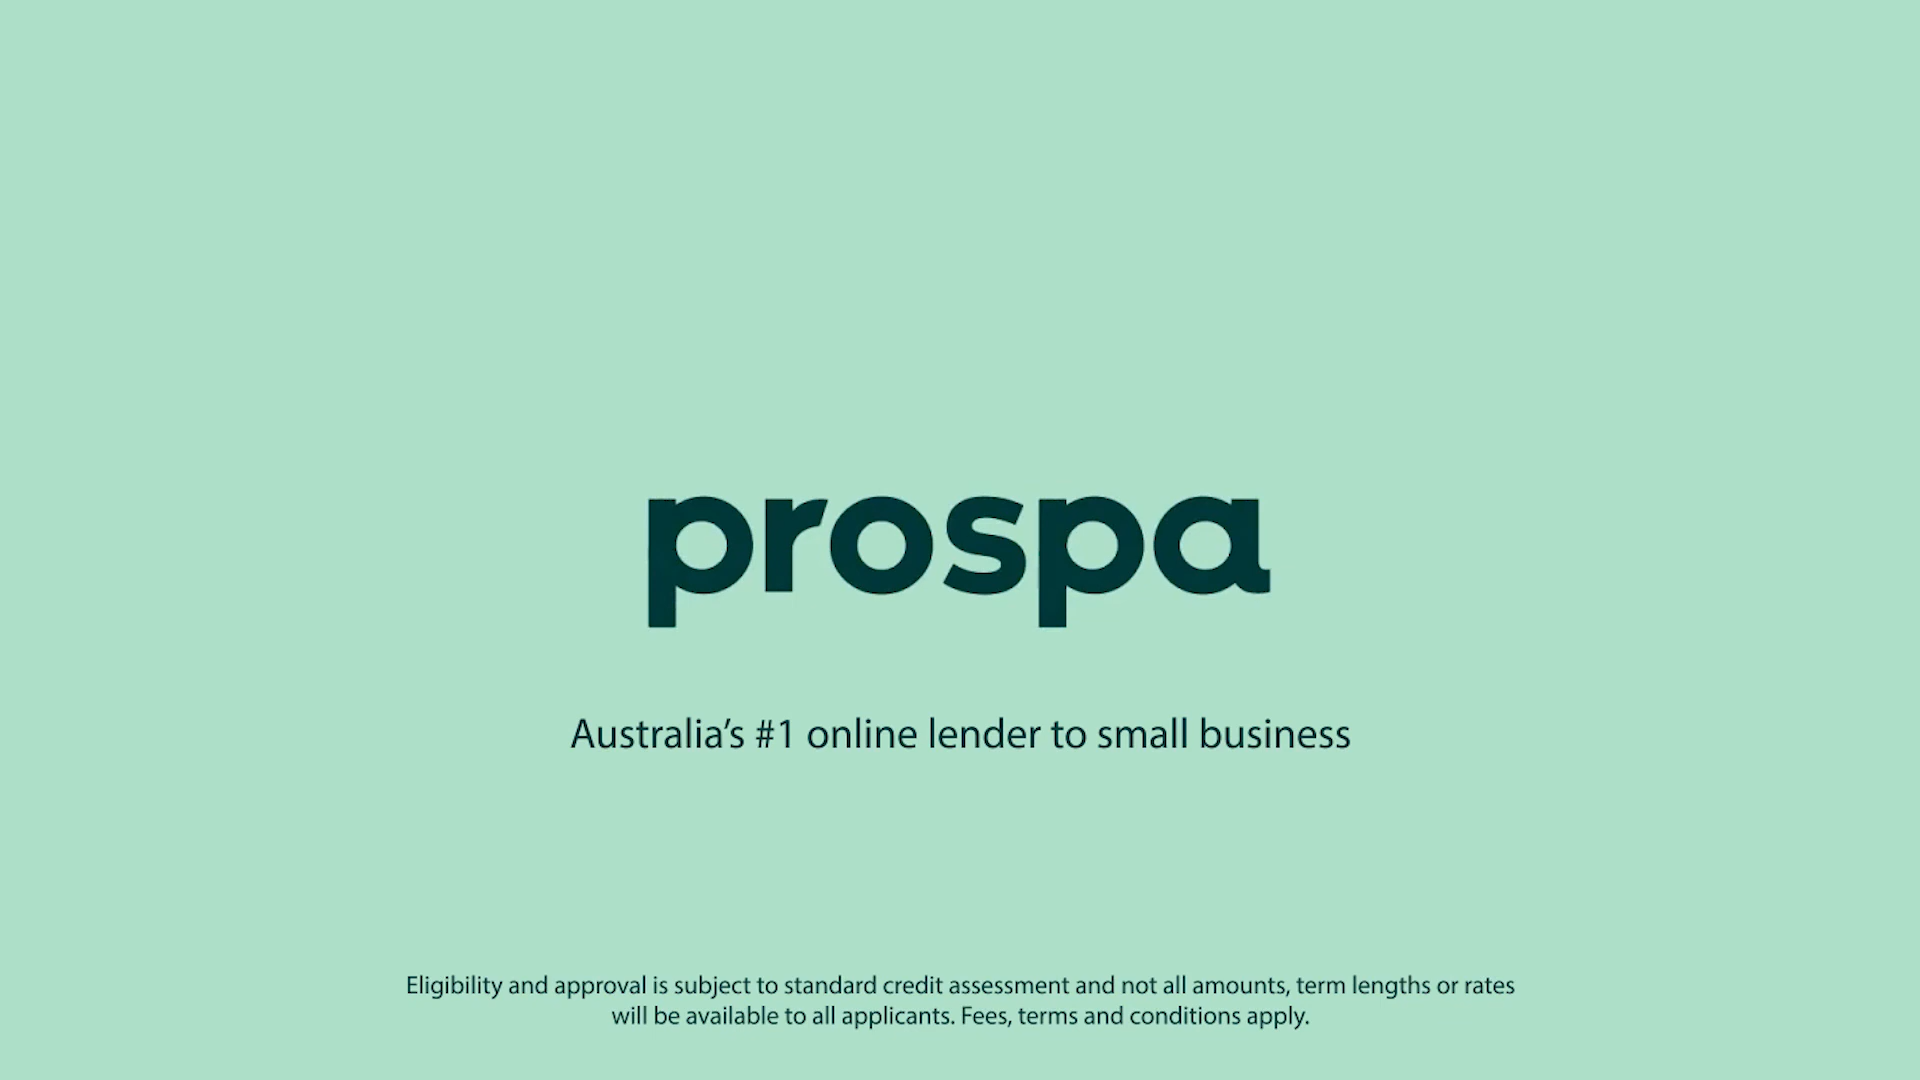 prospa
Australia’s #1 online lender to small business
Eligibility and approval is subject to standard credit assessment and not all amounts, term lengths or rates
will be available to all applicants. Fees, terms and conditions apply.